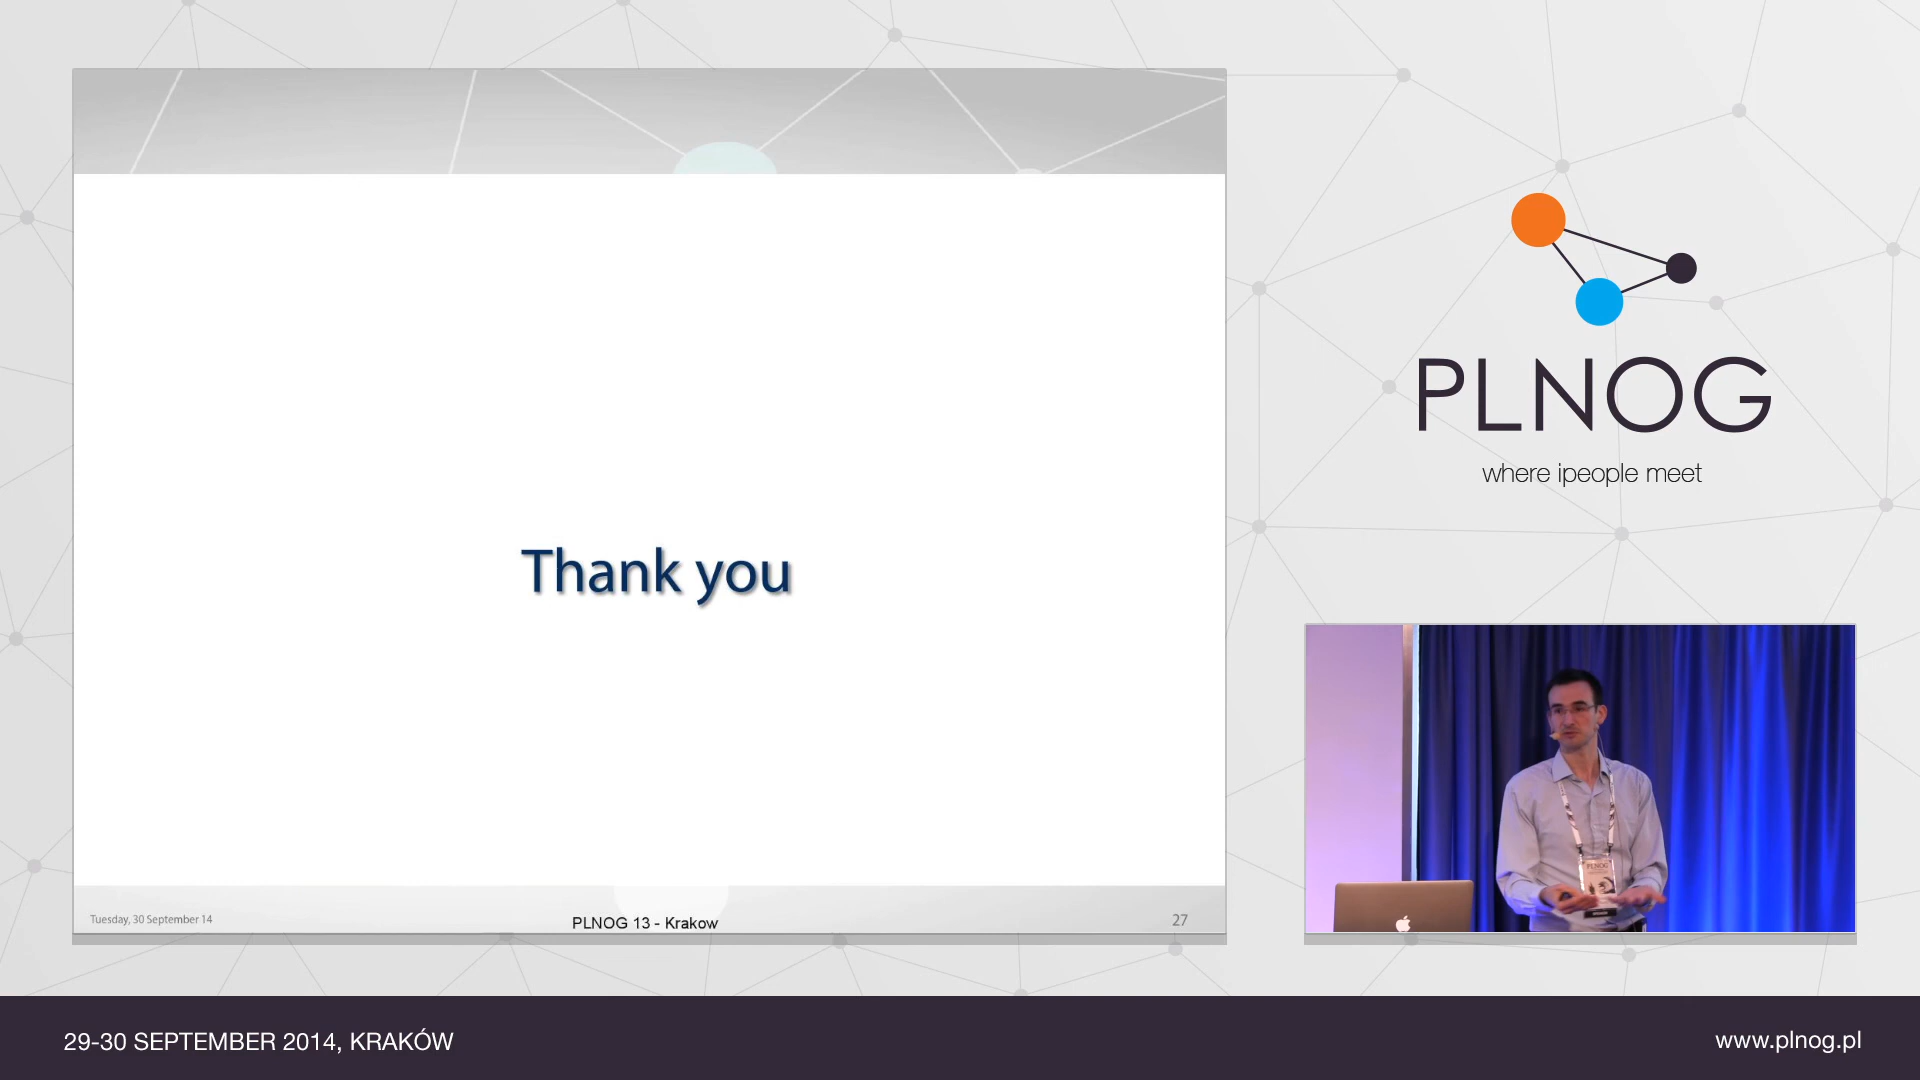 Thank you
Tuesday, 30 September 14
PLNOG 13 - Krakow
27
PLNOG
where ipeople meet
PLNOG
29-30 SEPTEMBER 2014, KRAKÓW
www.plnog.pl